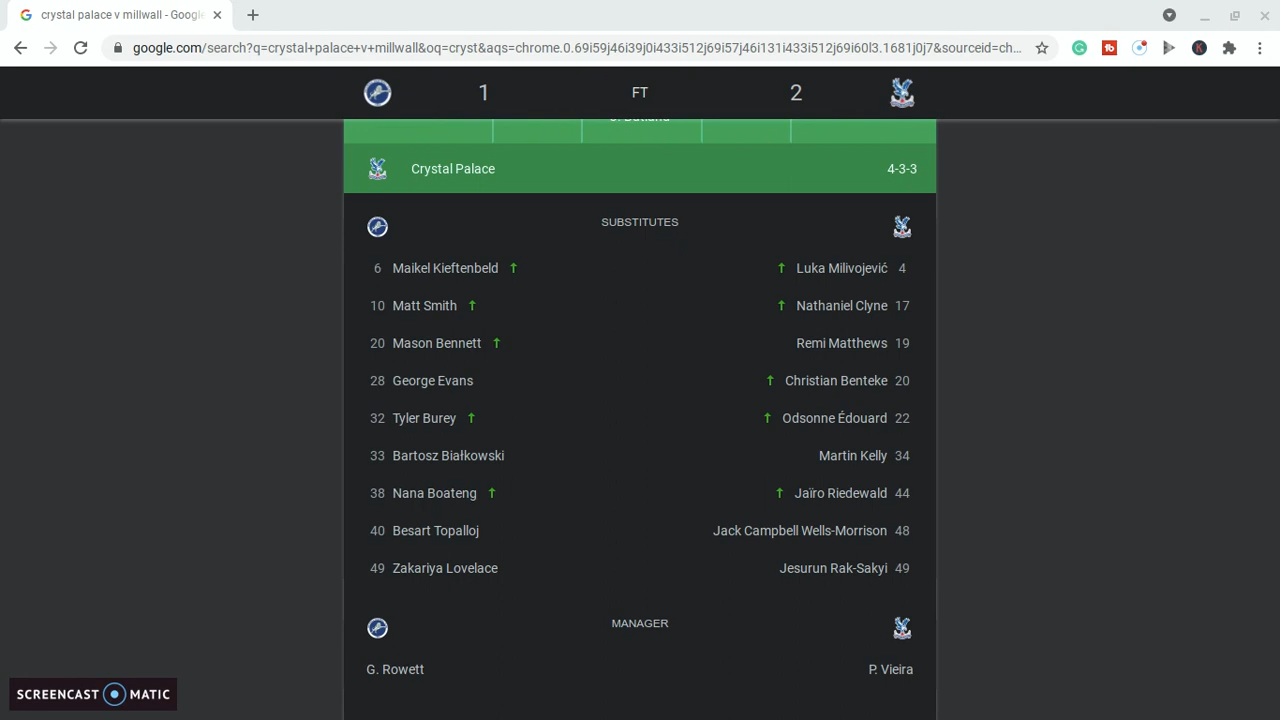 crystal palace v millwall - Googl
google.com/search?q=crystal+palace+v+millwall&oq=cryst&aqs=chrome.0.69i59j46i39j0i433i512j69i57j46i131i433i512j69i60l3.1681j0j7&sourceid=ch...
1 FT 2
Crystal Palace 4-3-3
SUBSTITUTES
6 Maikel Kieftenbeld ↑ ↑ Luka Milivojević 4
10 Matt Smith ↑ ↑ Nathaniel Clyne 17
20 Mason Bennett ↑ Remi Matthews 19
28 George Evans ↑ Christian Benteke 20
32 Tyler Burey ↑ ↑ Odsonne Édouard 22
33 Bartosz Białkowski Martin Kelly 34
38 Nana Boateng ↑ ↑ Jaïro Riedewald 44
40 Besart Topalloj Jack Campbell Wells-Morrison 48
49 Zakariya Lovelace Jesurun Rak-Sakyi 49
MANAGER
G. Rowett P. Vieira
SCREENCAST MATIC